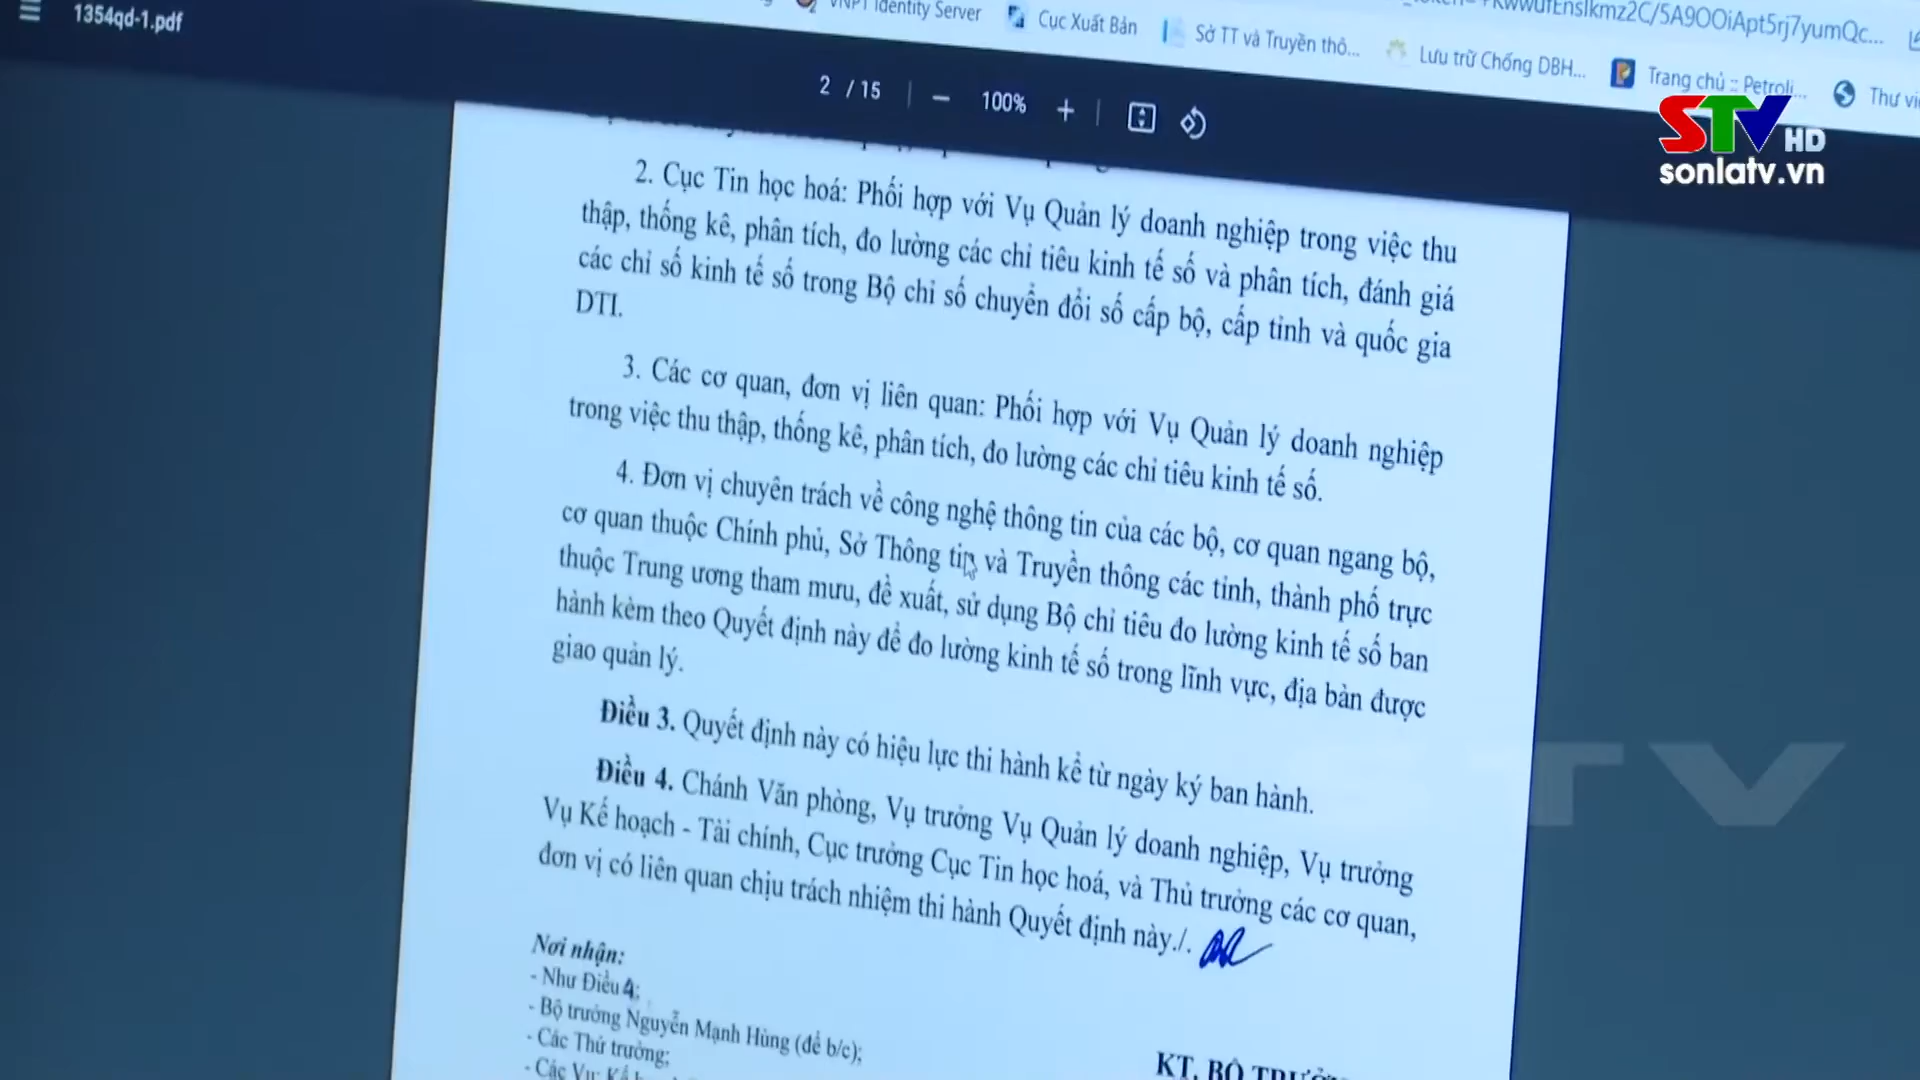 1354qd-1.pdf
VNPT Identity Server
Cục Xuất Bản
Sở TT và Truyền thô...
Lưu trữ Chống DBH...
Trang chủ :: Petroli...
Thư vi
2 / 15
100%
STV HD
sonlatv.vn
2. Cục Tin học hoá: Phối hợp với Vụ Quản lý doanh nghiệp trong việc thu
thập, thống kê, phân tích, đo lường các chỉ tiêu kinh tế số và phân tích, đánh giá
các chỉ số kinh tế số trong Bộ chỉ số chuyển đổi số cấp bộ, cấp tỉnh và quốc gia
DTI.
3. Các cơ quan, đơn vị liên quan: Phối hợp với Vụ Quản lý doanh nghiệp
trong việc thu thập, thống kê, phân tích, đo lường các chỉ tiêu kinh tế số.
4. Đơn vị chuyên trách về công nghệ thông tin của các bộ, cơ quan ngang bộ,
cơ quan thuộc Chính phủ, Sở Thông tin và Truyền thông các tỉnh, thành phố trực
thuộc Trung ương tham mưu, đề xuất, sử dụng Bộ chỉ tiêu đo lường kinh tế số ban
hành kèm theo Quyết định này để đo lường kinh tế số trong lĩnh vực, địa bàn được
giao quản lý.
Điều 3. Quyết định này có hiệu lực thi hành kể từ ngày ký ban hành.
Điều 4. Chánh Văn phòng, Vụ trưởng Vụ Quản lý doanh nghiệp, Vụ trưởng
Vụ Kế hoạch - Tài chính, Cục trưởng Cục Tin học hoá, và Thủ trưởng các cơ quan,
đơn vị có liên quan chịu trách nhiệm thi hành Quyết định này./.
Nơi nhận:
- Như Điều 4;
- Bộ trưởng Nguyễn Mạnh Hùng (để b/c);
- Các Thứ trưởng;
- Các Vụ: Kế
KT. BỘ TRƯỞ
TV